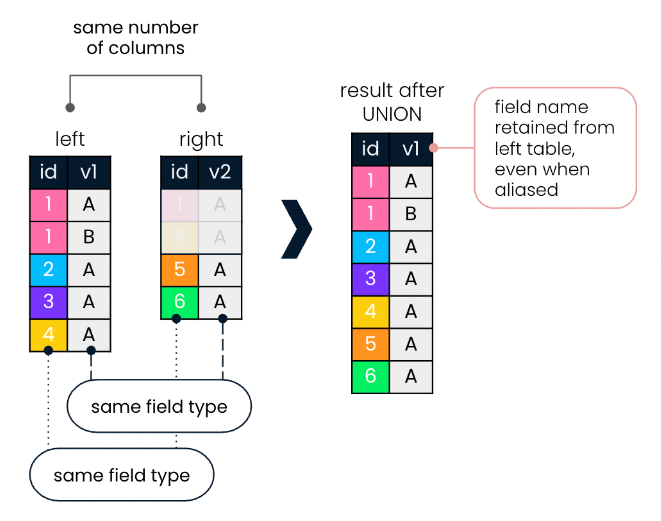 same number
of columns
left
id v1
1 A
1 B
2 A
3 A
4 A
right
id v2
1 A
4 A
5 A
6 A
same field type
same field type
result after
UNION
id v1
1 A
1 B
2 A
3 A
4 A
5 A
6 A
field name
retained from
left table,
even when
aliased